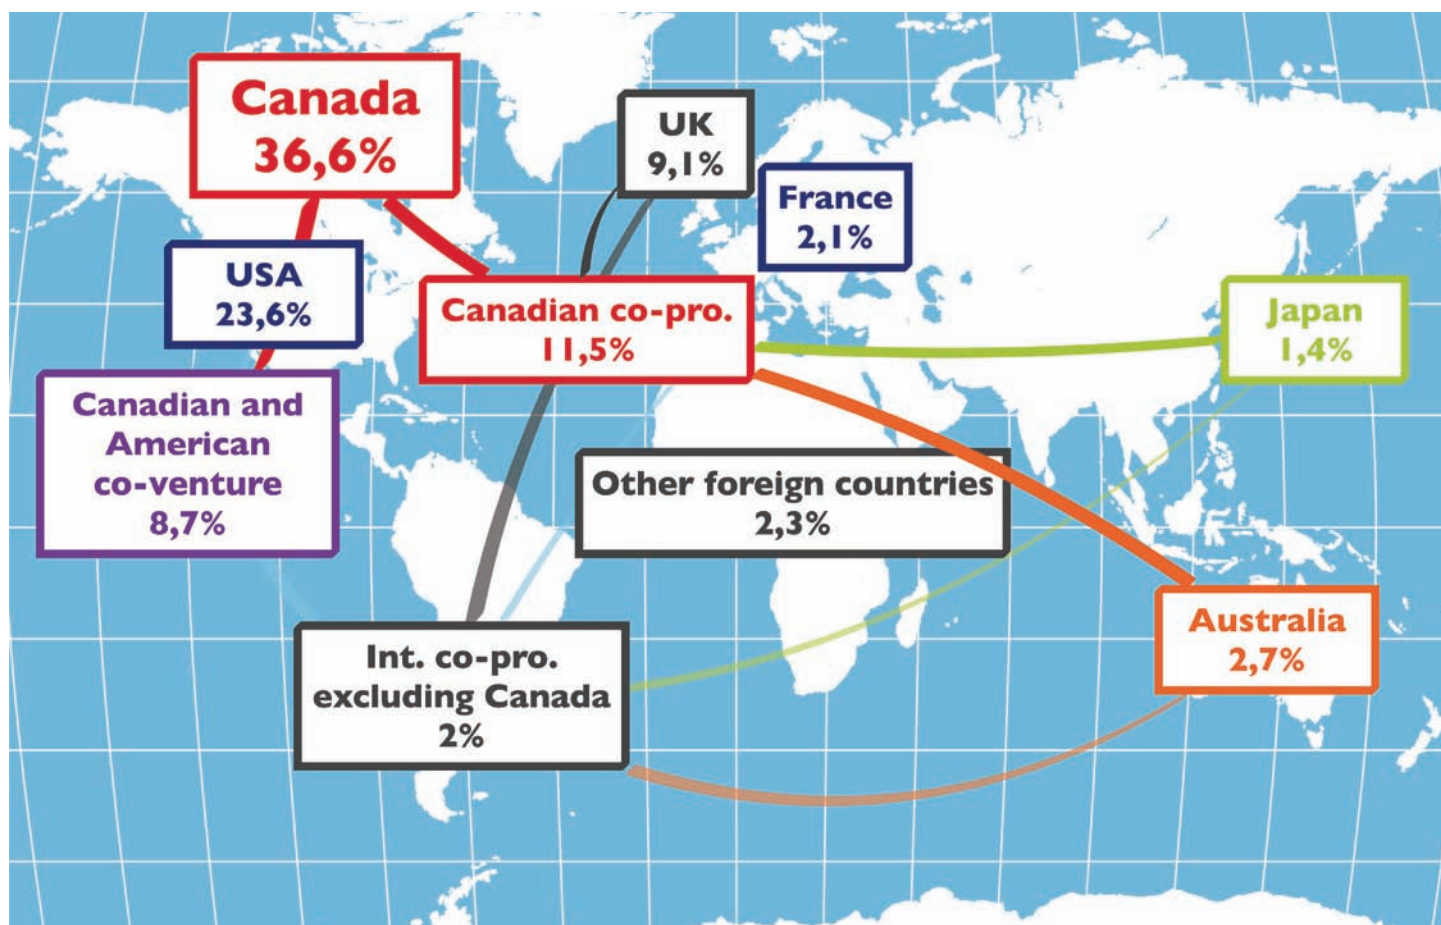 Canada
36,6%
UK
9,1%
France
2,1%
USA
23,6%
Canadian co-pro.
11,5%
Japan
1,4%
Canadian and
American
co-venture
8,7%
Other foreign countries
2,3%
Int. co-pro.
excluding Canada
2%
Australia
2,7%